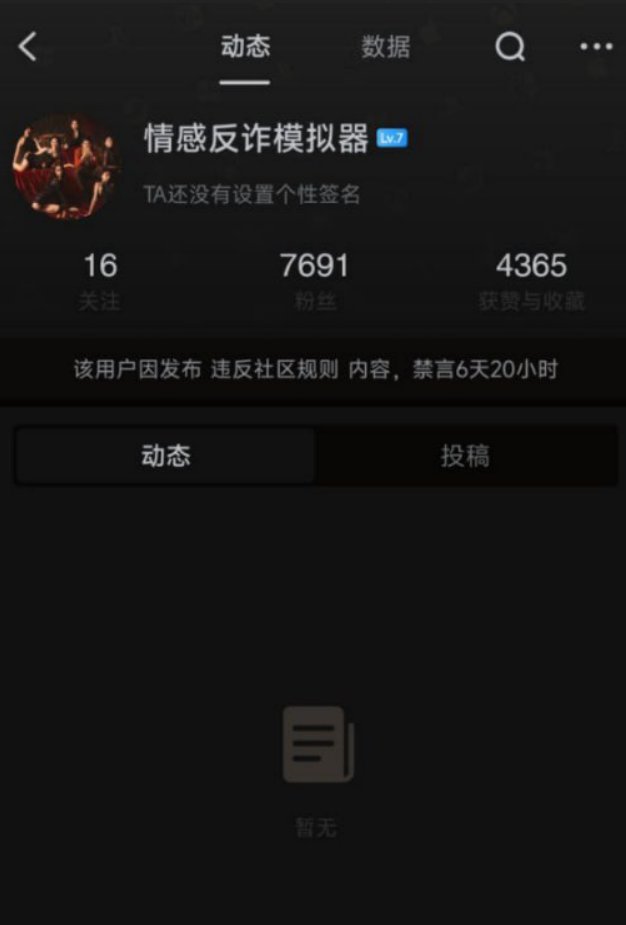 动态 数据
情感反诈模拟器 Lv.7
TA还没有设置个性签名
16 7691 4365
关注 粉丝 获赞与收藏
该用户因发布 违反社区规则 内容，禁言6天20小时
动态 投稿
暂无